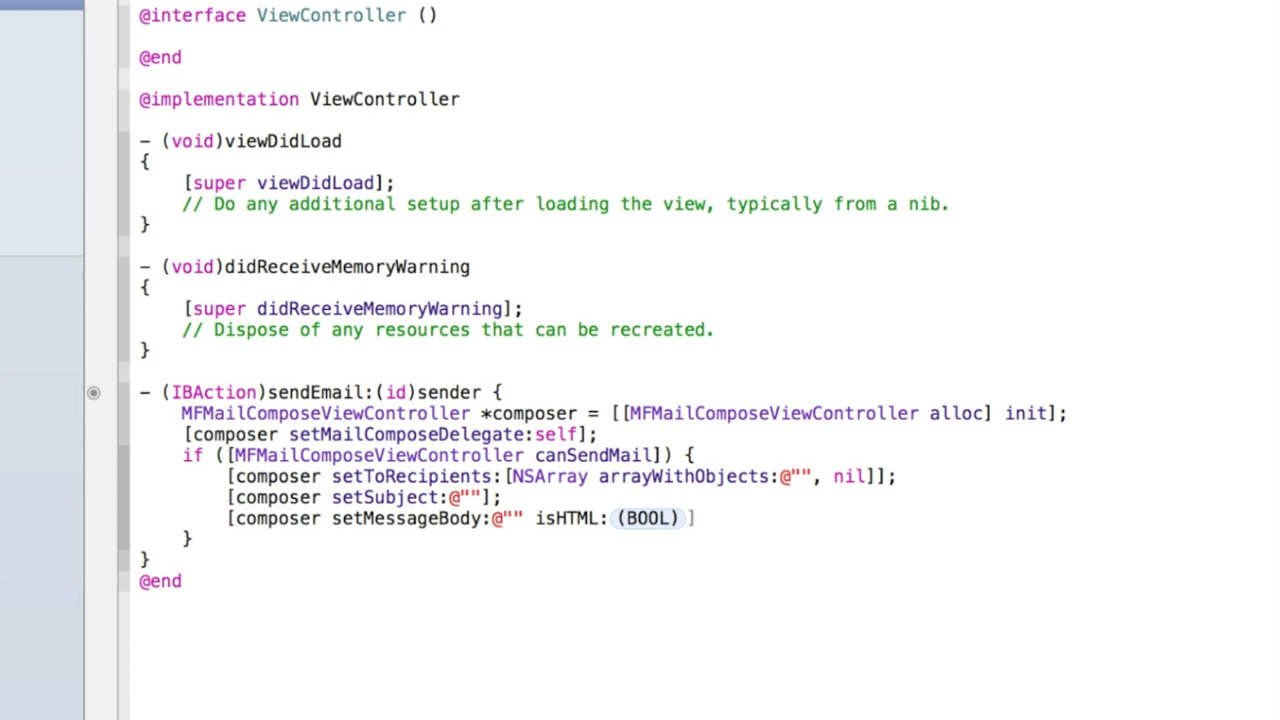 @interface ViewController ()
@end
@implementation ViewController
- (void)viewDidLoad
{
[super viewDidLoad];
// Do any additional setup after loading the view, typically from a nib.
}
- (void)didReceiveMemoryWarning
{
[super didReceiveMemoryWarning];
// Dispose of any resources that can be recreated.
}
- (IBAction)sendEmail:(id)sender {
MFMailComposeViewController *composer = [[MFMailComposeViewController alloc] init];
[composer setMailComposeDelegate:self];
if ([MFMailComposeViewController canSendMail]) {
[composer setToRecipients:[NSArray arrayWithObjects:@"", nil]];
[composer setSubject:@""];
[composer setMessageBody:@"" isHTML:(BOOL)]
}
}
@end